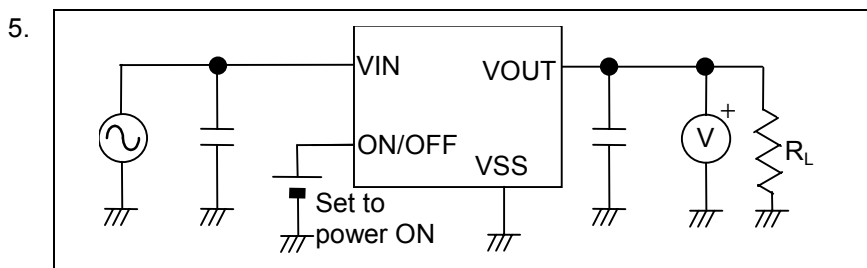 5.
VIN
VOUT
ON/OFF
VSS
Set to
power ON
V
+
RL